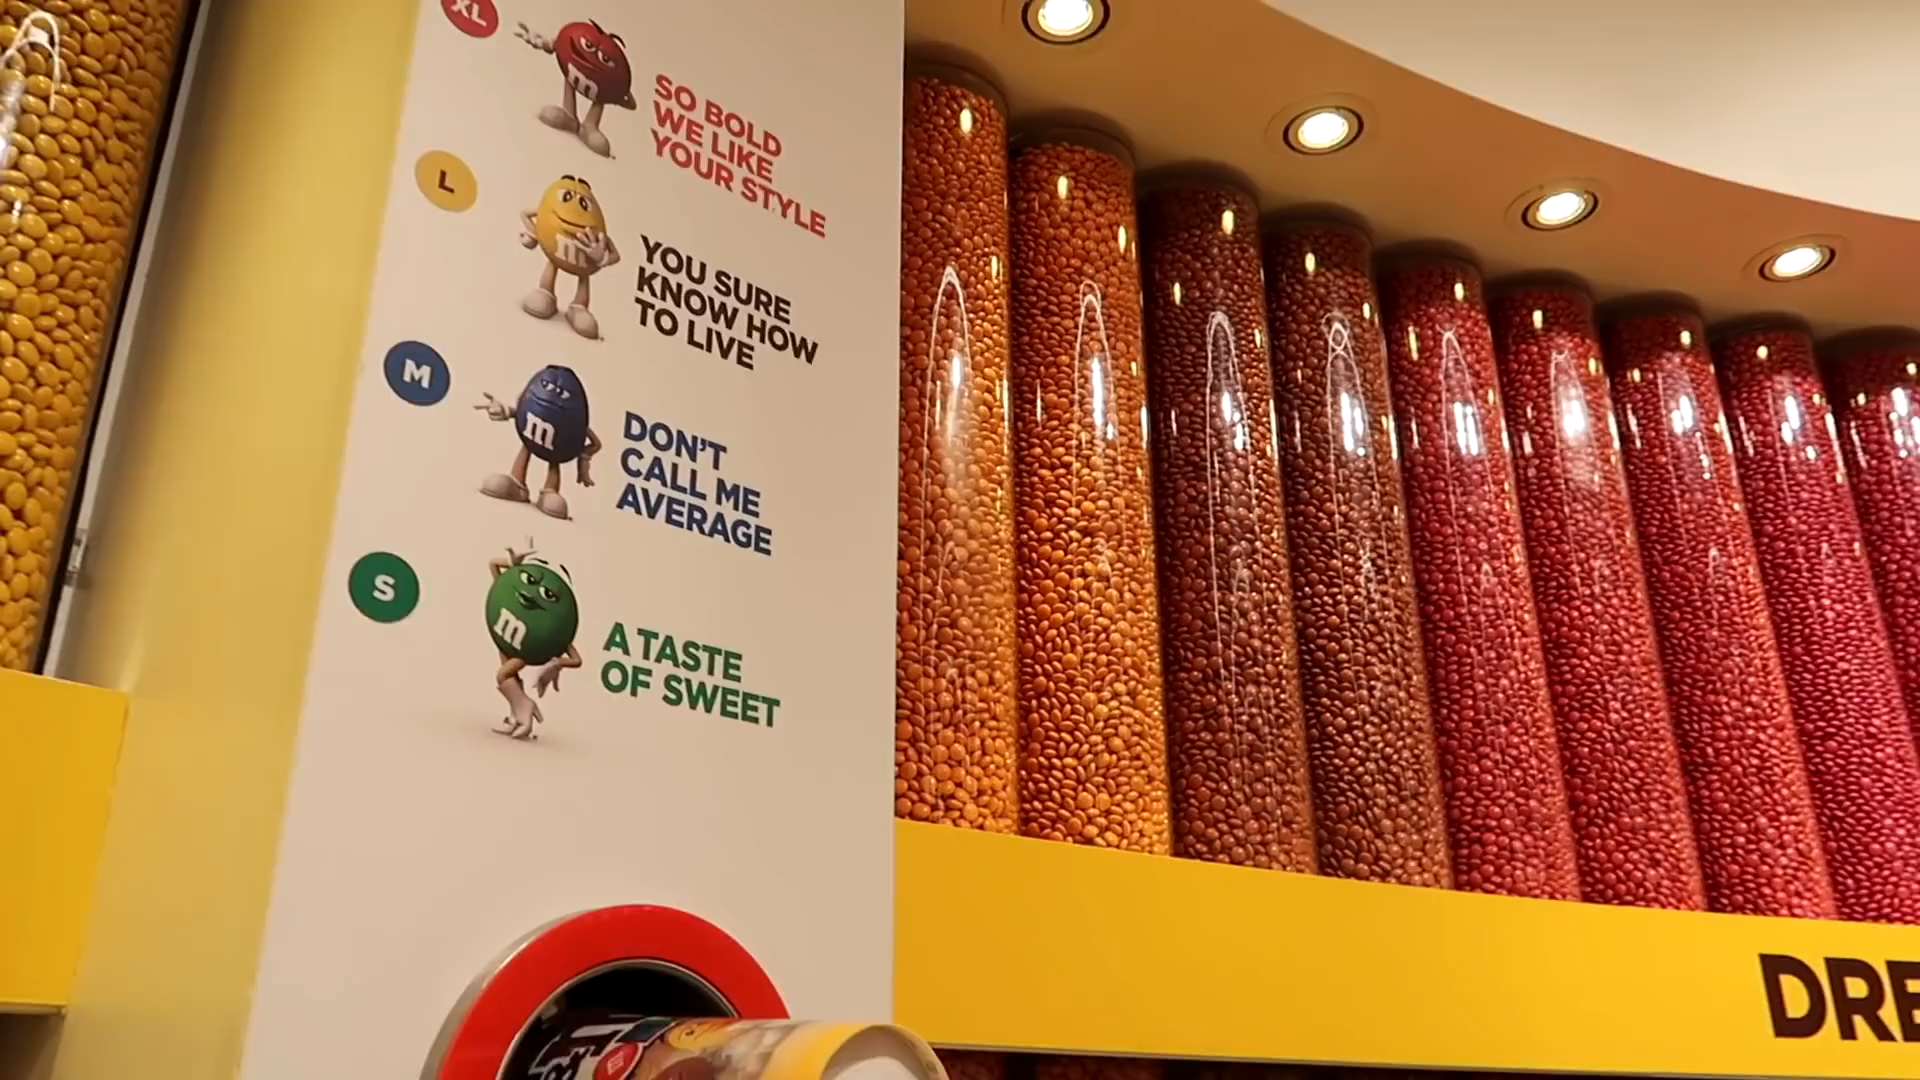 XL
SO BOLD
WE LIKE
YOUR STYLE
L
YOU SURE
KNOW HOW
TO LIVE
m
M
DON'T
CALL ME
AVERAGE
m
S
A TASTE
OF SWEET
m
m
DRE